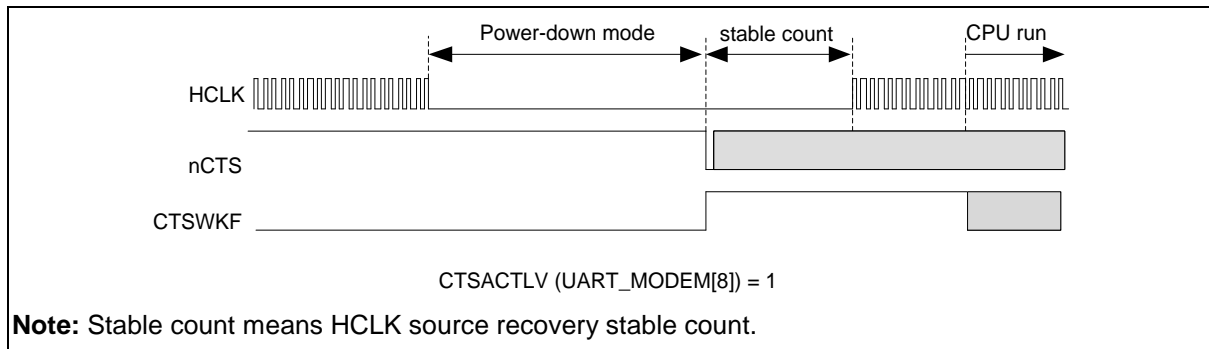 Power-down mode
stable count
CPU run
HCLK
nCTS
CTSWKF
CTSACTLV (UART_MODEM[8]) = 1
Note: Stable count means HCLK source recovery stable count.